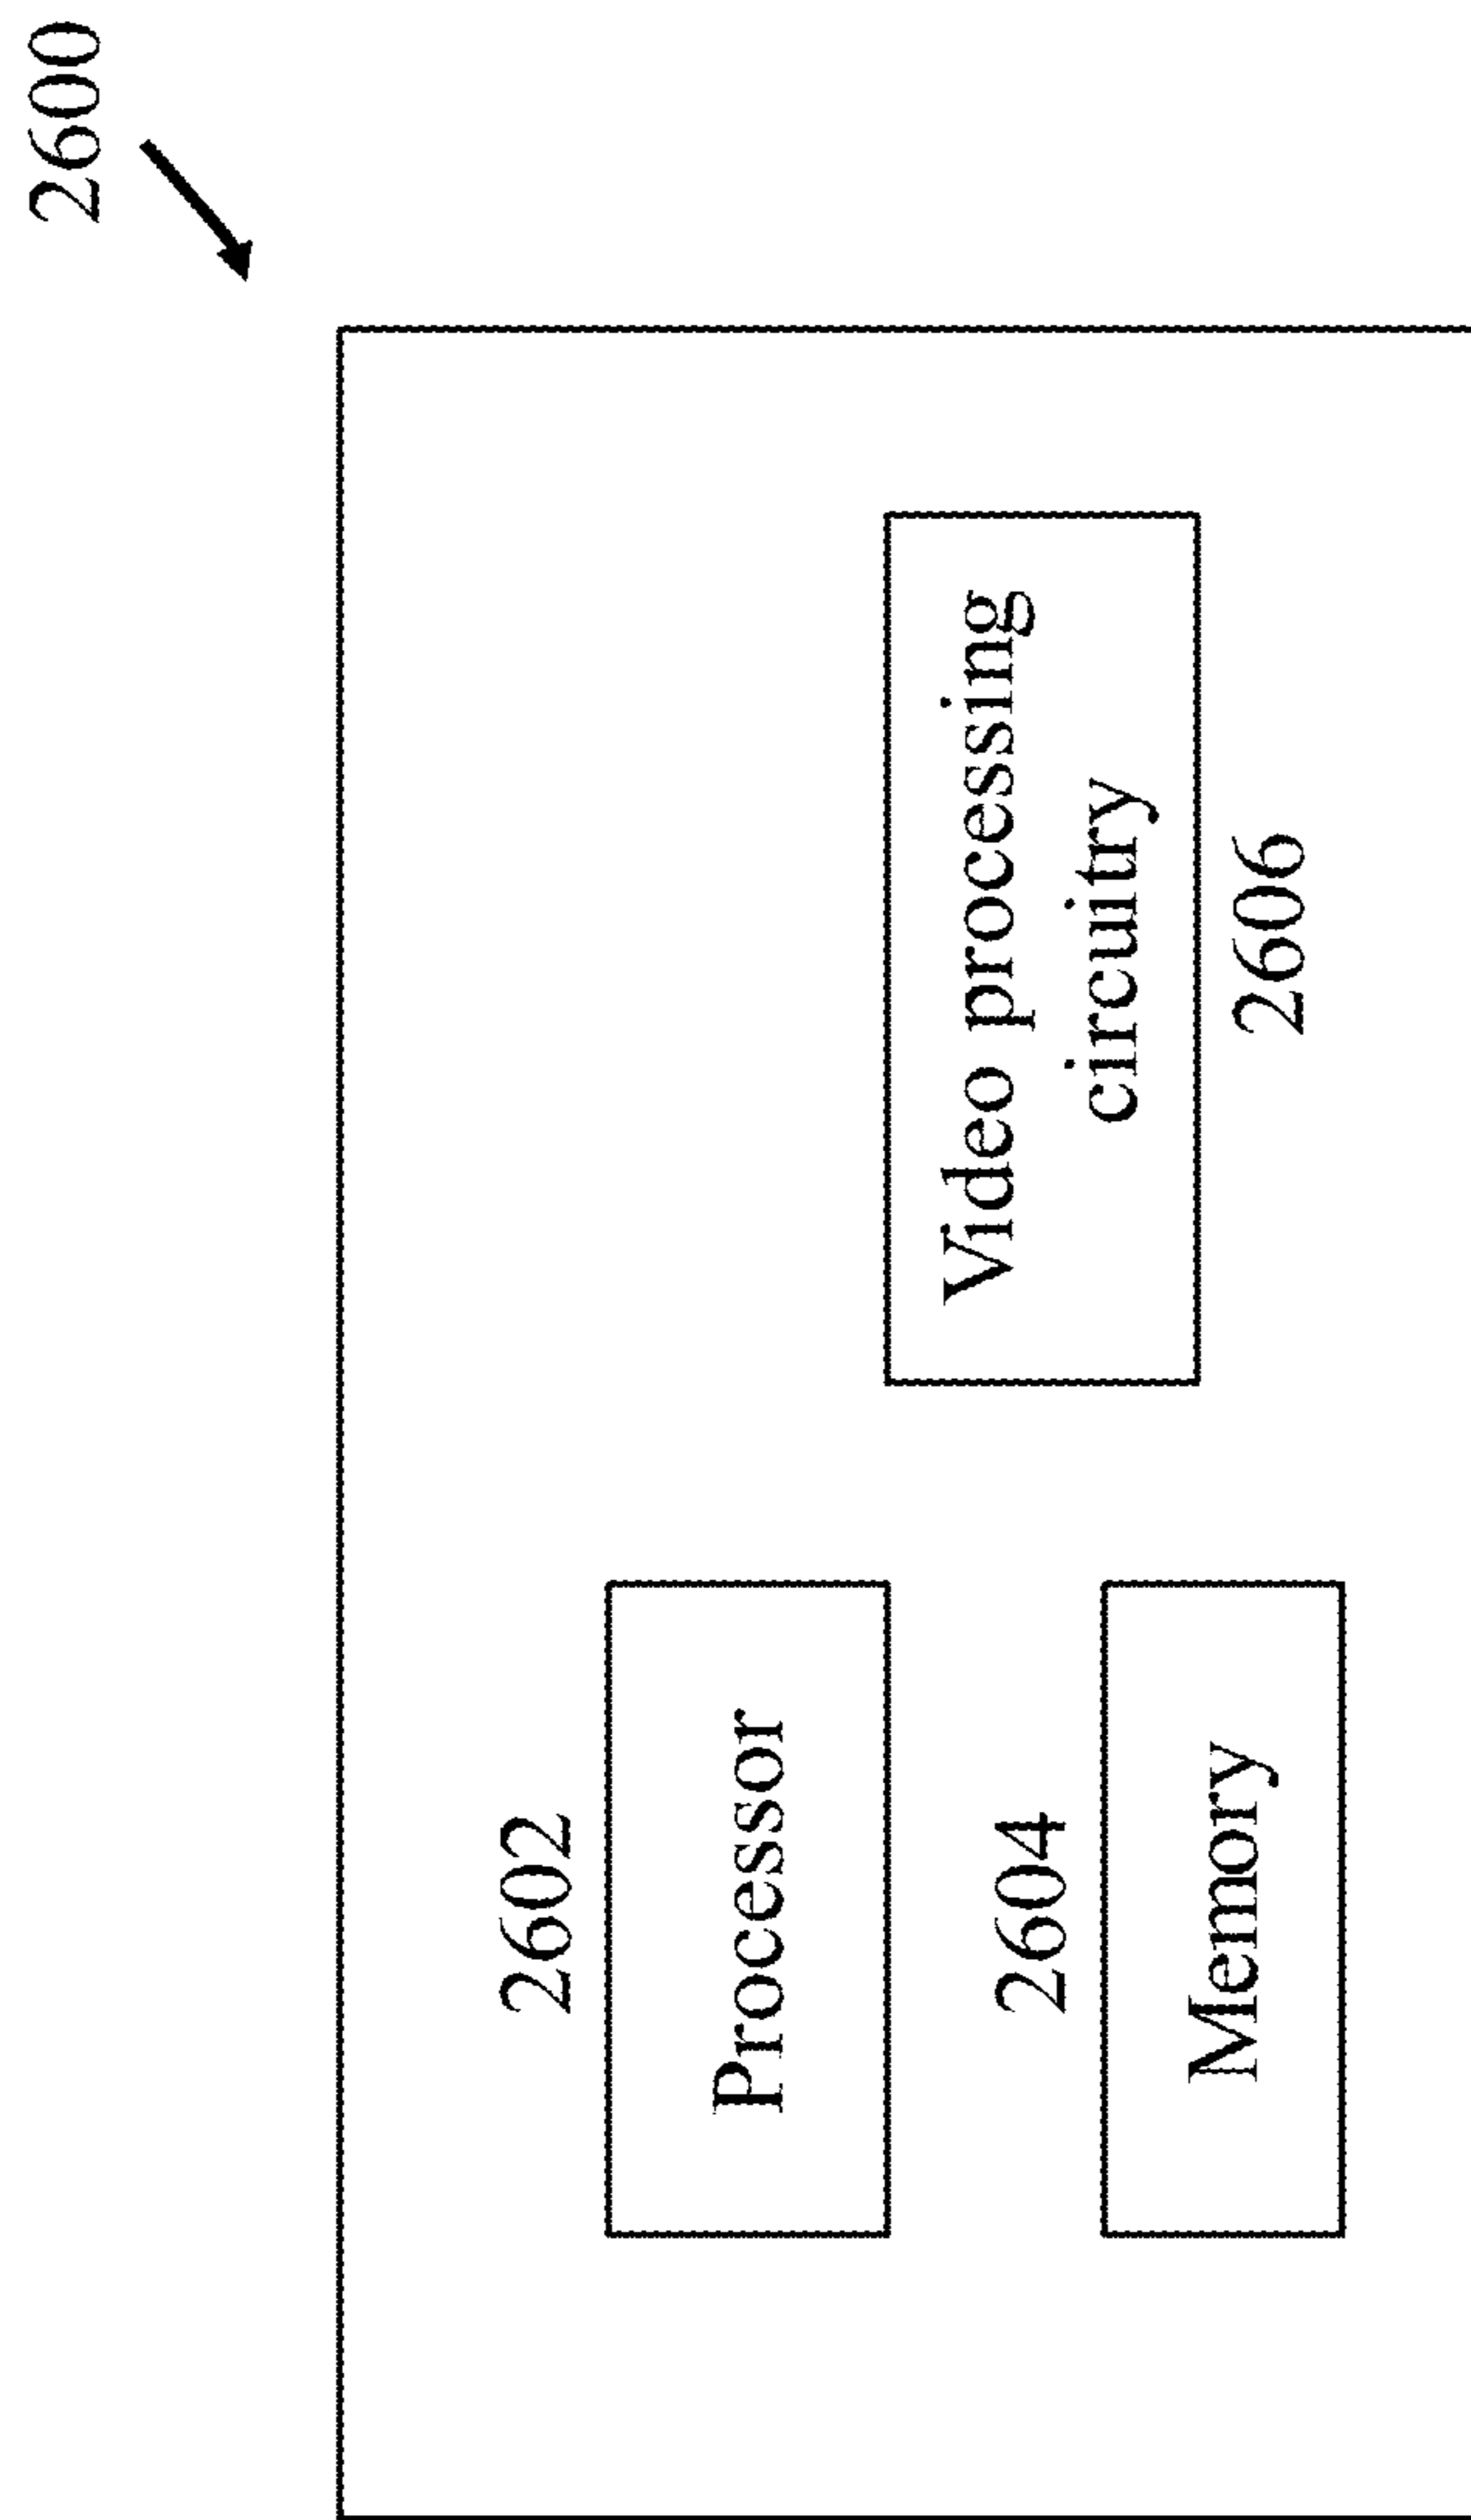 2600
2602
Processor
2604
Memory
Video processing
circuitry
2606